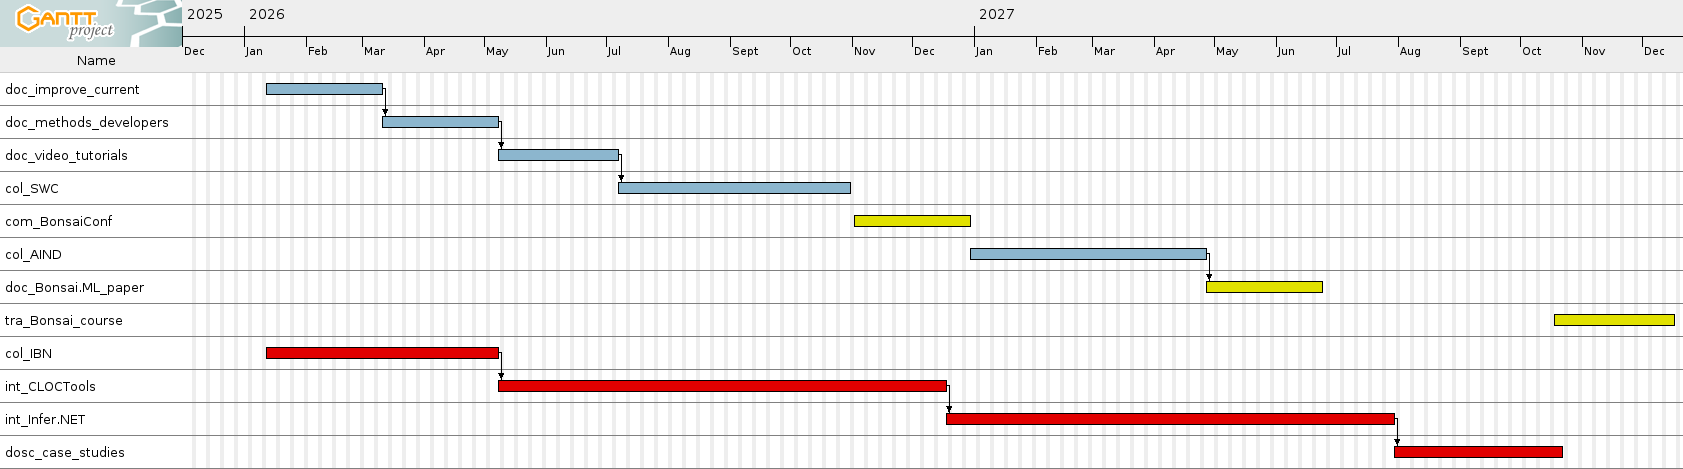 GANTT
project
2025 2026 2027
Dec Jan Feb Mar Apr May Jun Jul Aug Sept Oct Nov Dec Jan Feb Mar Apr May Jun Jul Aug Sept Oct Nov Dec
Name
doc_improve_current
doc_methods_developers
doc_video_tutorials
col_SWC
com_BonsaiConf
col_AIND
doc_Bonsai.ML_paper
tra_Bonsai_course
col_IBN
int_CLOCTools
int_Infer.NET
dosc_case_studies